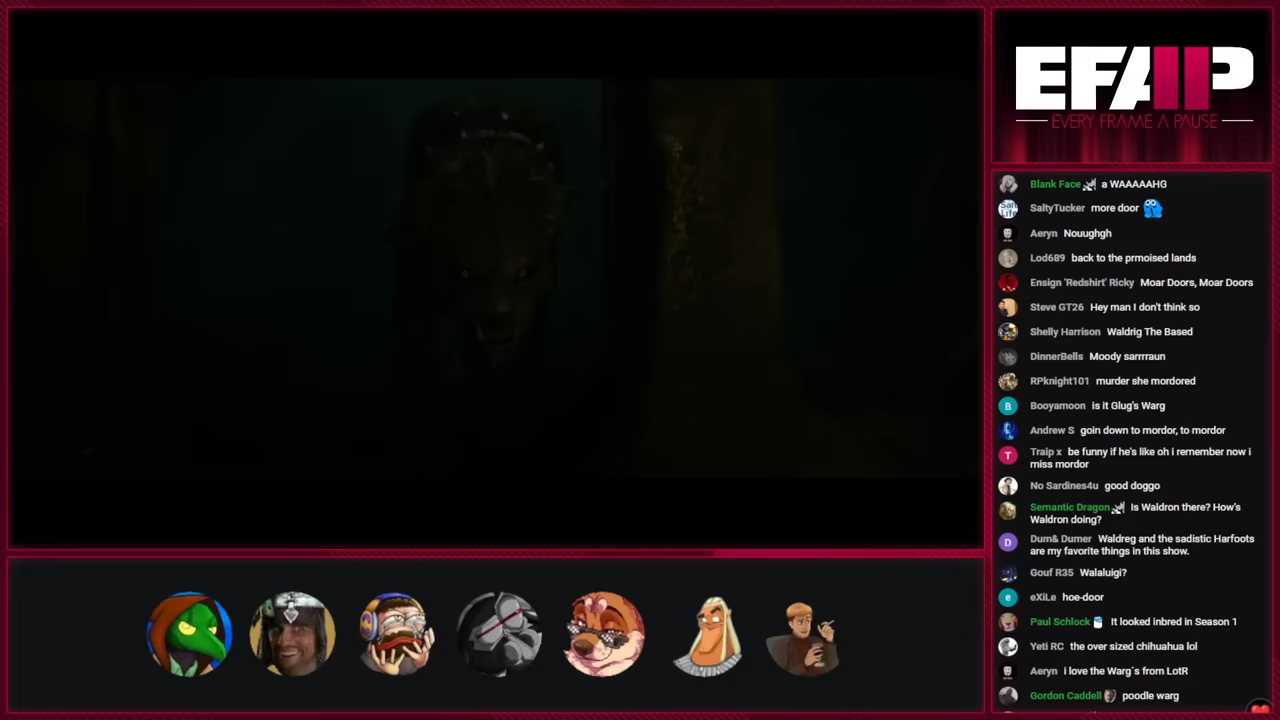 EFAP
EVERY FRAME A PAUSE
Blank Face a WAAAAAHG
SaltyTucker more door
Aeryn Nouughgh
Lod689 back to the prmoised lands
Ensign 'Redshirt' Ricky Moar Doors, Moar Doors
Steve GT26 Hey man I don't think so
Shelly Harrison Waldrig The Based
DinnerBells Moody sarrrraun
RPknight101 murder she mordored
B
Booyamoon is it Glug's Warg
Andrew S goin down to mordor, to mordor
T
Traip x be funny if he's like oh i remember now i
miss mordor
No Sardines4u good doggo
Semantic Dragon Is Waldron there? How's
Waldron doing?
D
Dum& Dumer Waldreg and the sadistic Harfoots
are my favorite things in this show.
Gouf R35 Walaluigi?
e
eXiLe hoe-door
Paul Schlock It looked inbred in Season 1
Yeti RC the over sized chihuahua lol
Aeryn i love the Warg´s from LotR
Gordon Caddell poodle warg